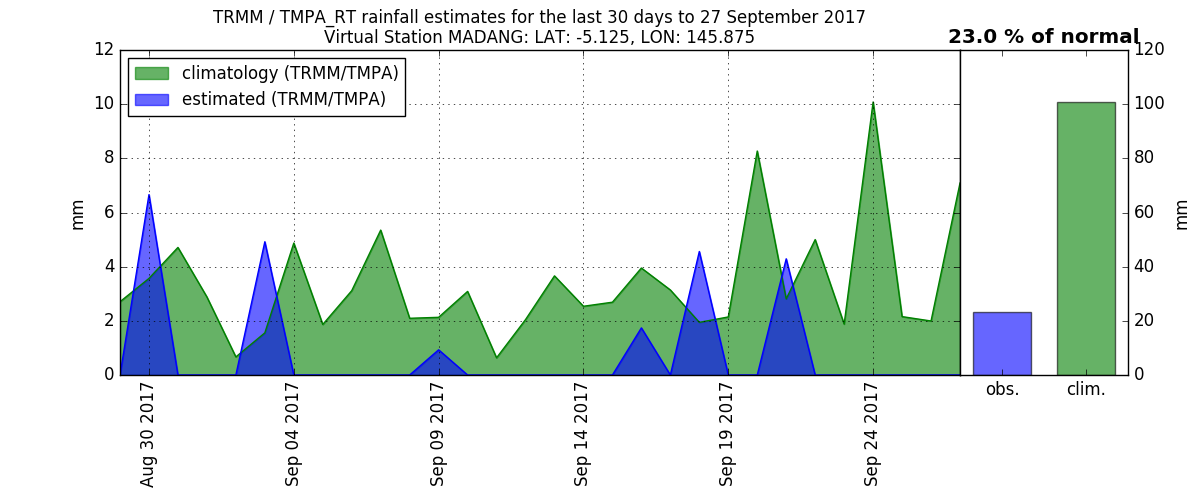 TRMM / TMPA_RT rainfall estimates for the last 30 days to 27 September 2017
Virtual Station MADANG: LAT: -5.125, LON: 145.875
23.0 % of normal
climatology (TRMM/TMPA)
estimated (TRMM/TMPA)
12
10
8
6
4
2
0
mm
Aug 30 2017
Sep 04 2017
Sep 09 2017
Sep 14 2017
Sep 19 2017
Sep 24 2017
120
100
80
60
40
20
0
mm
obs.
clim.